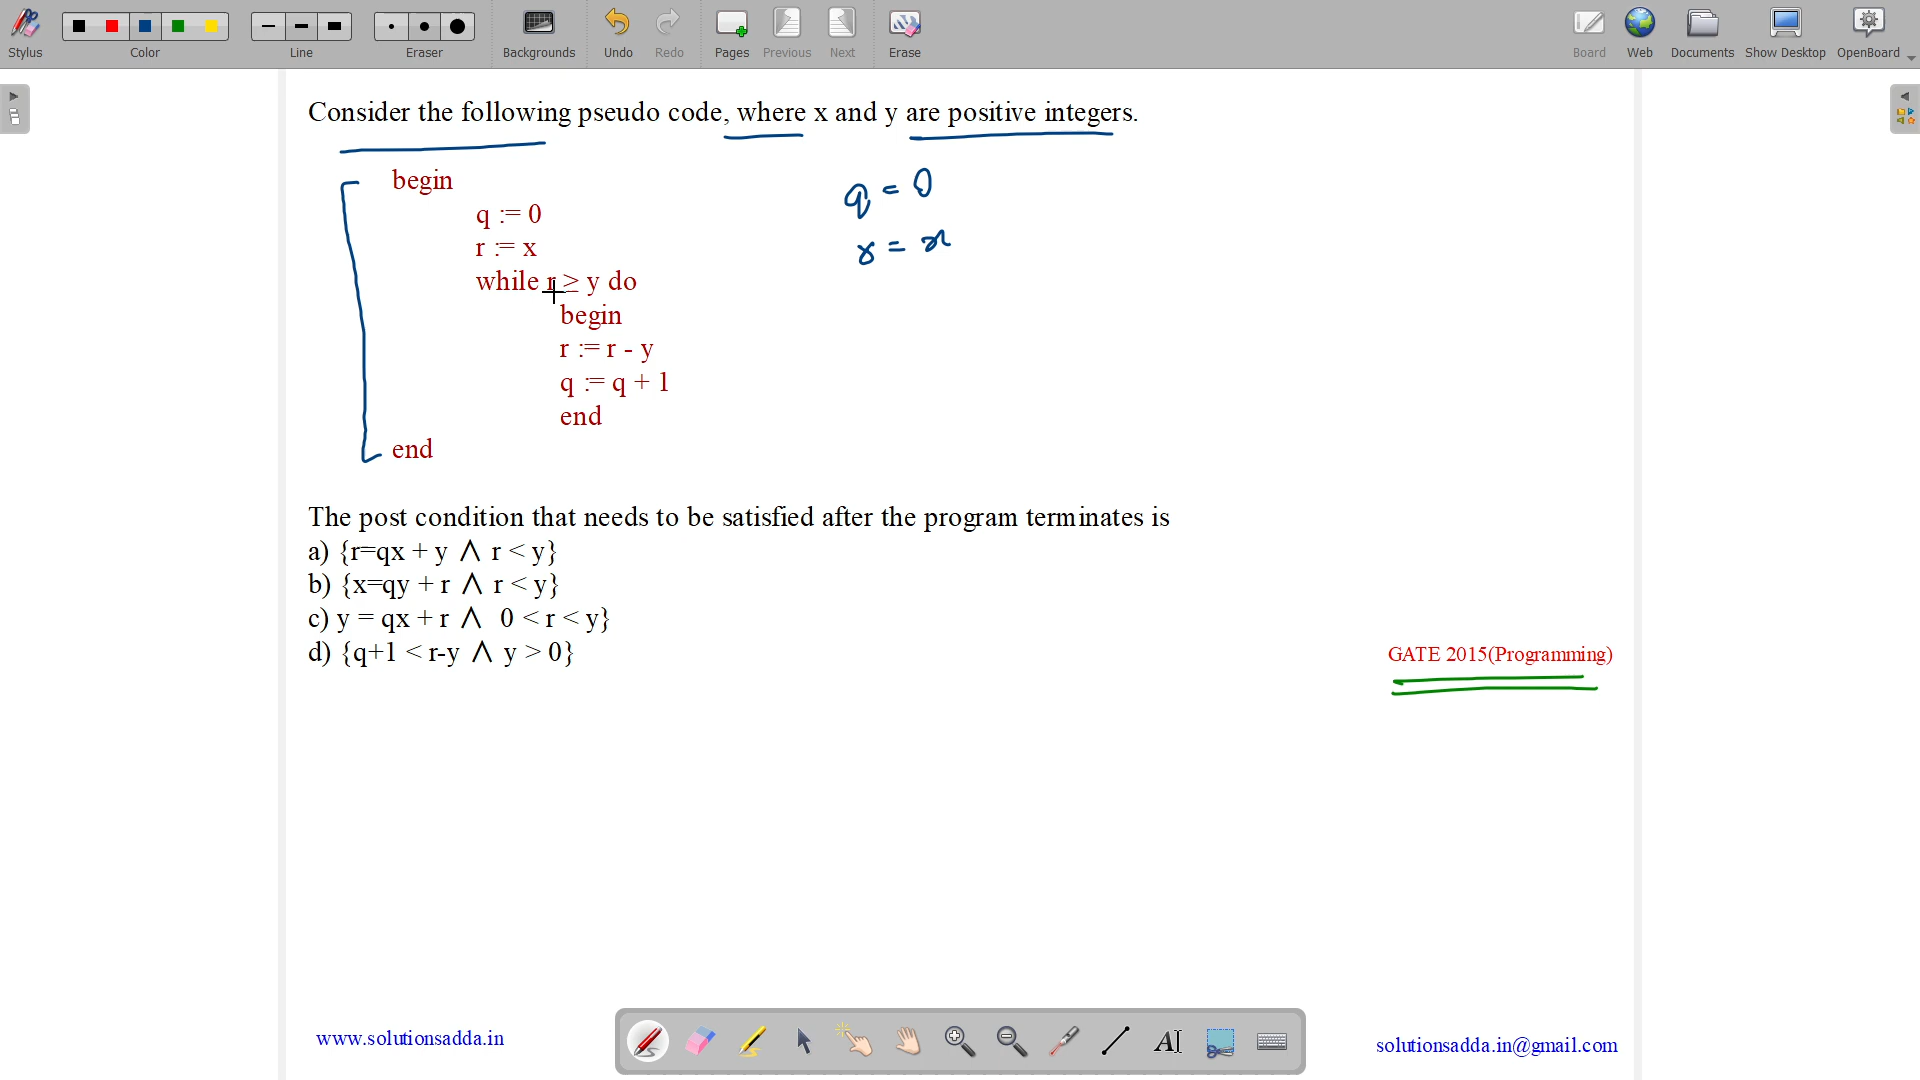 Stylus Color Line Eraser Backgrounds Undo Redo Pages Previous Next Erase Board Web Documents Show Desktop OpenBoard
Consider the following pseudo code, where x and y are positive integers.
begin
q := 0
r := x
while r ≥ y do
begin
r := r - y
q := q + 1
end
end
q = 0
r = x
The post condition that needs to be satisfied after the program terminates is
a) {r=qx + y ∧ r < y}
b) {x=qy + r ∧ r < y}
c) y = qx + r ∧ 0 < r < y}
d) {q+1 < r-y ∧ y > 0}
GATE 2015(Programming)
www.solutionsadda.in
solutionsadda.in@gmail.com